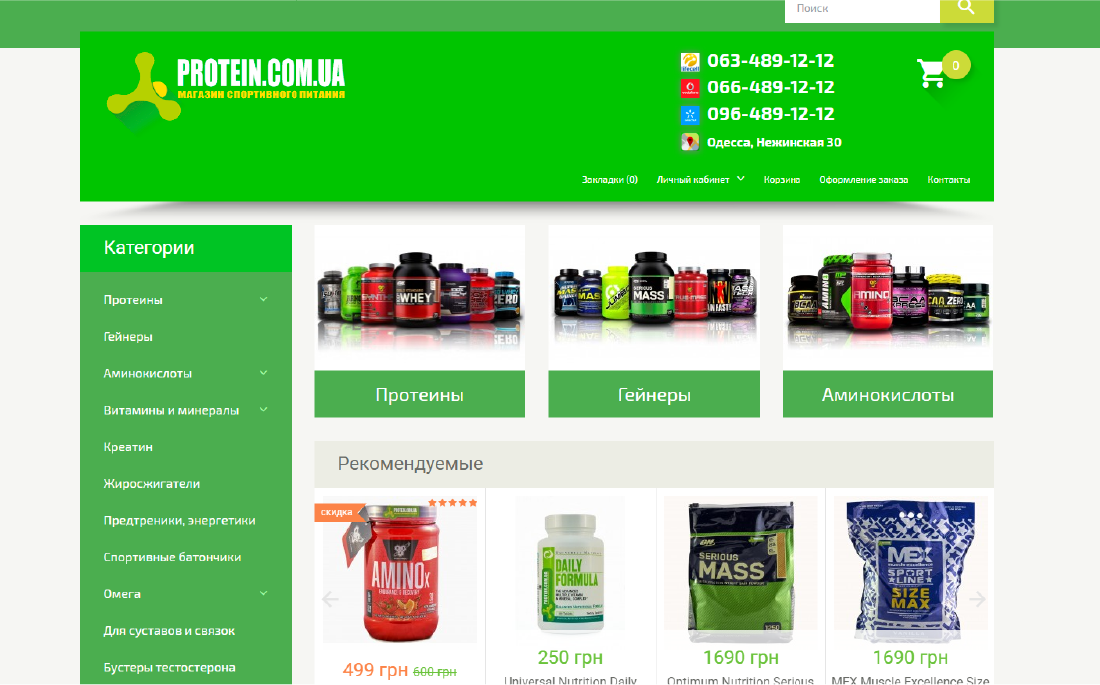 Поиск
PROTEIN.COM.UA
МАГАЗИН СПОРТИВНОГО ПИТАНИЯ
063-489-12-12
066-489-12-12
096-489-12-12
Одесса, Нежинская 30
0
Закладки (0) Личный кабинет Корзина Оформление заказа Контакты
Категории
Протеины
Гейнеры
Аминокислоты
Витамины и минералы
Креатин
Жиросжигатели
Предтреники, энергетики
Спортивные батончики
Омега
Для суставов и связок
Бустеры тестостерона
WHEY
SERIOUS
MASS
AMINO
Протеины Гейнеры Аминокислоты
Рекомендуемые
скидка
BSN
AMINOx
DAILY
FORMULA
ON
SERIOUS
MASS
MEX
SPORT
LINE
SIZE
MAX
499 грн 600 грн
250 грн
1690 грн
1690 грн
Universal Nutrition Daily
Optimum Nutrition Serious
MEX Muscle Excellence Size